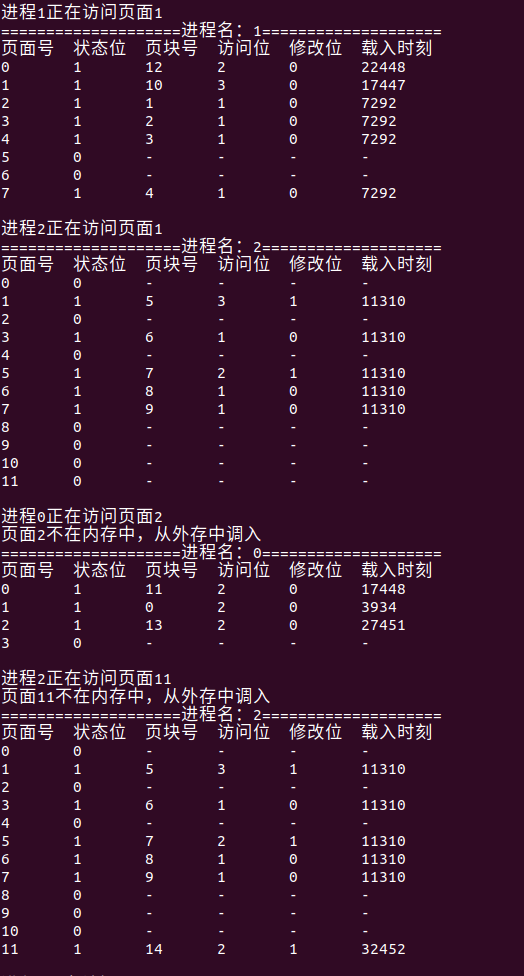 进程1正在访问页面1
====================进程名：1====================
页面号 状态位 页块号 访问位 修改位 载入时刻
0 1 12 2 0 22448
1 1 10 3 0 17447
2 1 1 1 0 7292
3 1 2 1 0 7292
4 1 3 1 0 7292
5 0 - - - -
6 0 - - - -
7 1 4 1 0 7292
进程2正在访问页面1
====================进程名：2====================
页面号 状态位 页块号 访问位 修改位 载入时刻
0 0 - - - -
1 1 5 3 1 11310
2 0 - - - -
3 1 6 1 0 11310
4 0 - - - -
5 1 7 2 1 11310
6 1 8 1 0 11310
7 1 9 1 0 11310
8 0 - - - -
9 0 - - - -
10 0 - - - -
11 0 - - - -
进程0正在访问页面2
页面2不在内存中，从外存中调入
====================进程名：0====================
页面号 状态位 页块号 访问位 修改位 载入时刻
0 1 11 2 0 17448
1 1 0 2 0 3934
2 1 13 2 0 27451
3 0 - - - -
进程2正在访问页面11
页面11不在内存中，从外存中调入
====================进程名：2====================
页面号 状态位 页块号 访问位 修改位 载入时刻
0 0 - - - -
1 1 5 3 1 11310
2 0 - - - -
3 1 6 1 0 11310
4 0 - - - -
5 1 7 2 1 11310
6 1 8 1 0 11310
7 1 9 1 0 11310
8 0 - - - -
9 0 - - - -
10 0 - - - -
11 1 14 2 1 32452